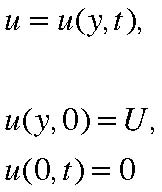 u = u(y,t),
u(y,0) = U,
u(0,t) = 0